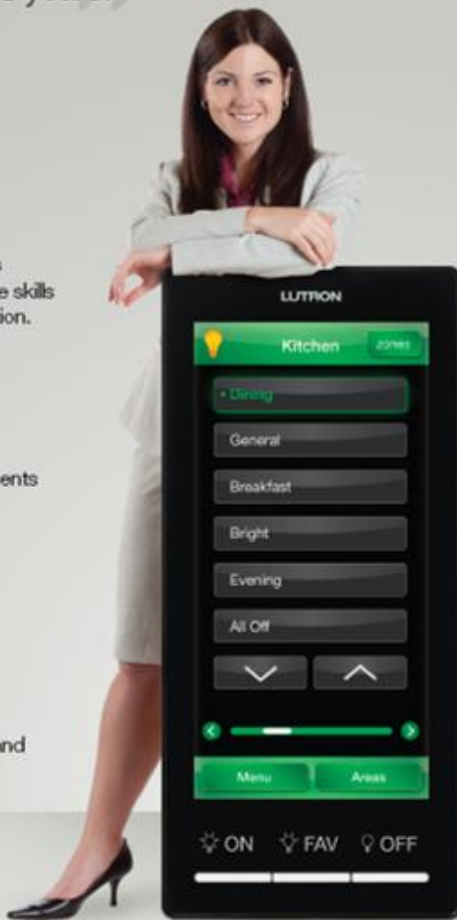 e skills
ion.
ents
nd
LUTRON
Kitchen
zones
• Dining
General
Breakfast
Bright
Evening
All Off
Menu
Areas
ON
FAV
OFF